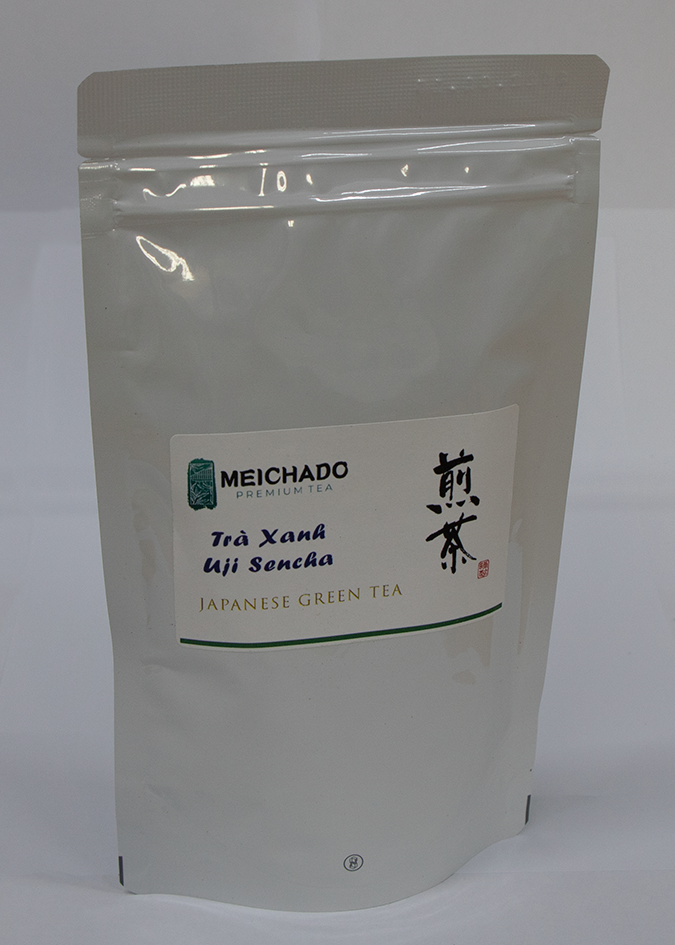 MEICHADO
PREMIUM TEA
Trà Xanh
Uji Sencha
JAPANESE GREEN TEA
煎茶